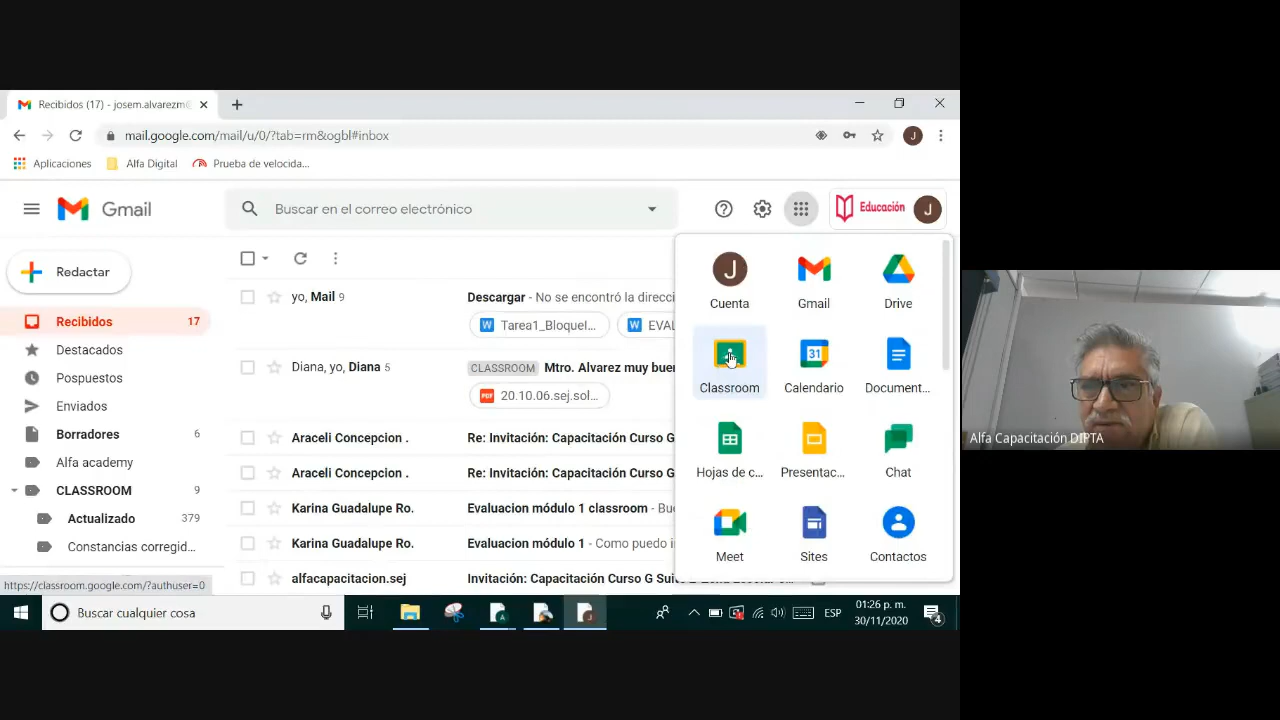 Recibidos (17) - josem.alvarezm@
mail.google.com/mail/u/0/?tab=rm&ogbl#inbox
J
Aplicaciones
Alfa Digital
Prueba de velocida...
Gmail
Buscar en el correo electrónico
Educación
J
Redactar
Recibidos 17
Destacados
Pospuestos
Enviados
Borradores 6
Alfa academy
CLASSROOM 9
Actualizado 379
Constancias corregid...
yo, Mail 9 Descargar - No se encontró la direcci
Tarea1_Bloquel... EVAL
Diana, yo, Diana 5 CLASSROOM Mtro. Alvarez muy buer
PDF 20.10.06.sej.sol...
Araceli Concepcion . Re: Invitación: Capacitación Curso G
Araceli Concepcion . Re: Invitación: Capacitación Curso G
Karina Guadalupe Ro. Evaluacion módulo 1 classroom - Bue
Karina Guadalupe Ro. Evaluacion módulo 1 - Como puedo i
alfacapacitacion.sej Invitación: Capacitación Curso G
J
Cuenta Gmail Drive
31
Classroom Calendario Document...
Hojas de c... Presentac... Chat
Meet Sites Contactos
https://classroom.google.com/?authuser=0
Buscar cualquier cosa
ESP
01:26 p. m.
30/11/2020
4
Alfa Capacitación DIPTA